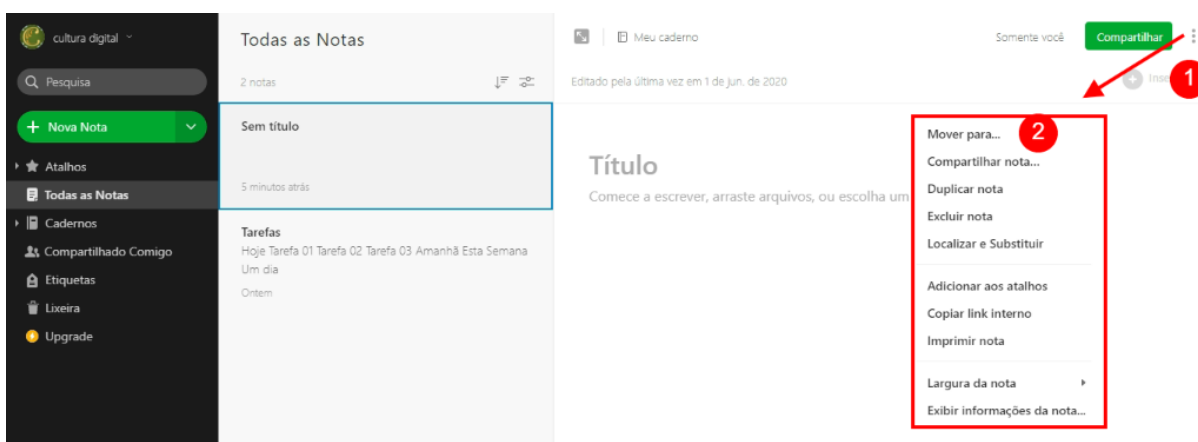 cultura digital
Pesquisa
+ Nova Nota
Atalhos
Todas as Notas
Cadernos
Compartilhado Comigo
Etiquetas
Lixeira
Upgrade
Todas as Notas
2 notas
Sem título
5 minutos atrás
Tarefas
Hoje Tarefa 01 Tarefa 02 Tarefa 03 Amanhã Esta Semana
Um dia
Ontem
Meu caderno
Somente você
Compartilhar
Editado pela última vez em 1 de jun. de 2020
1
Título
Comece a escrever, arraste arquivos, ou escolha um
2
Mover para...
Compartilhar nota...
Duplicar nota
Excluir nota
Localizar e Substituir
Adicionar aos atalhos
Copiar link interno
Imprimir nota
Largura da nota
Exibir informações da nota...